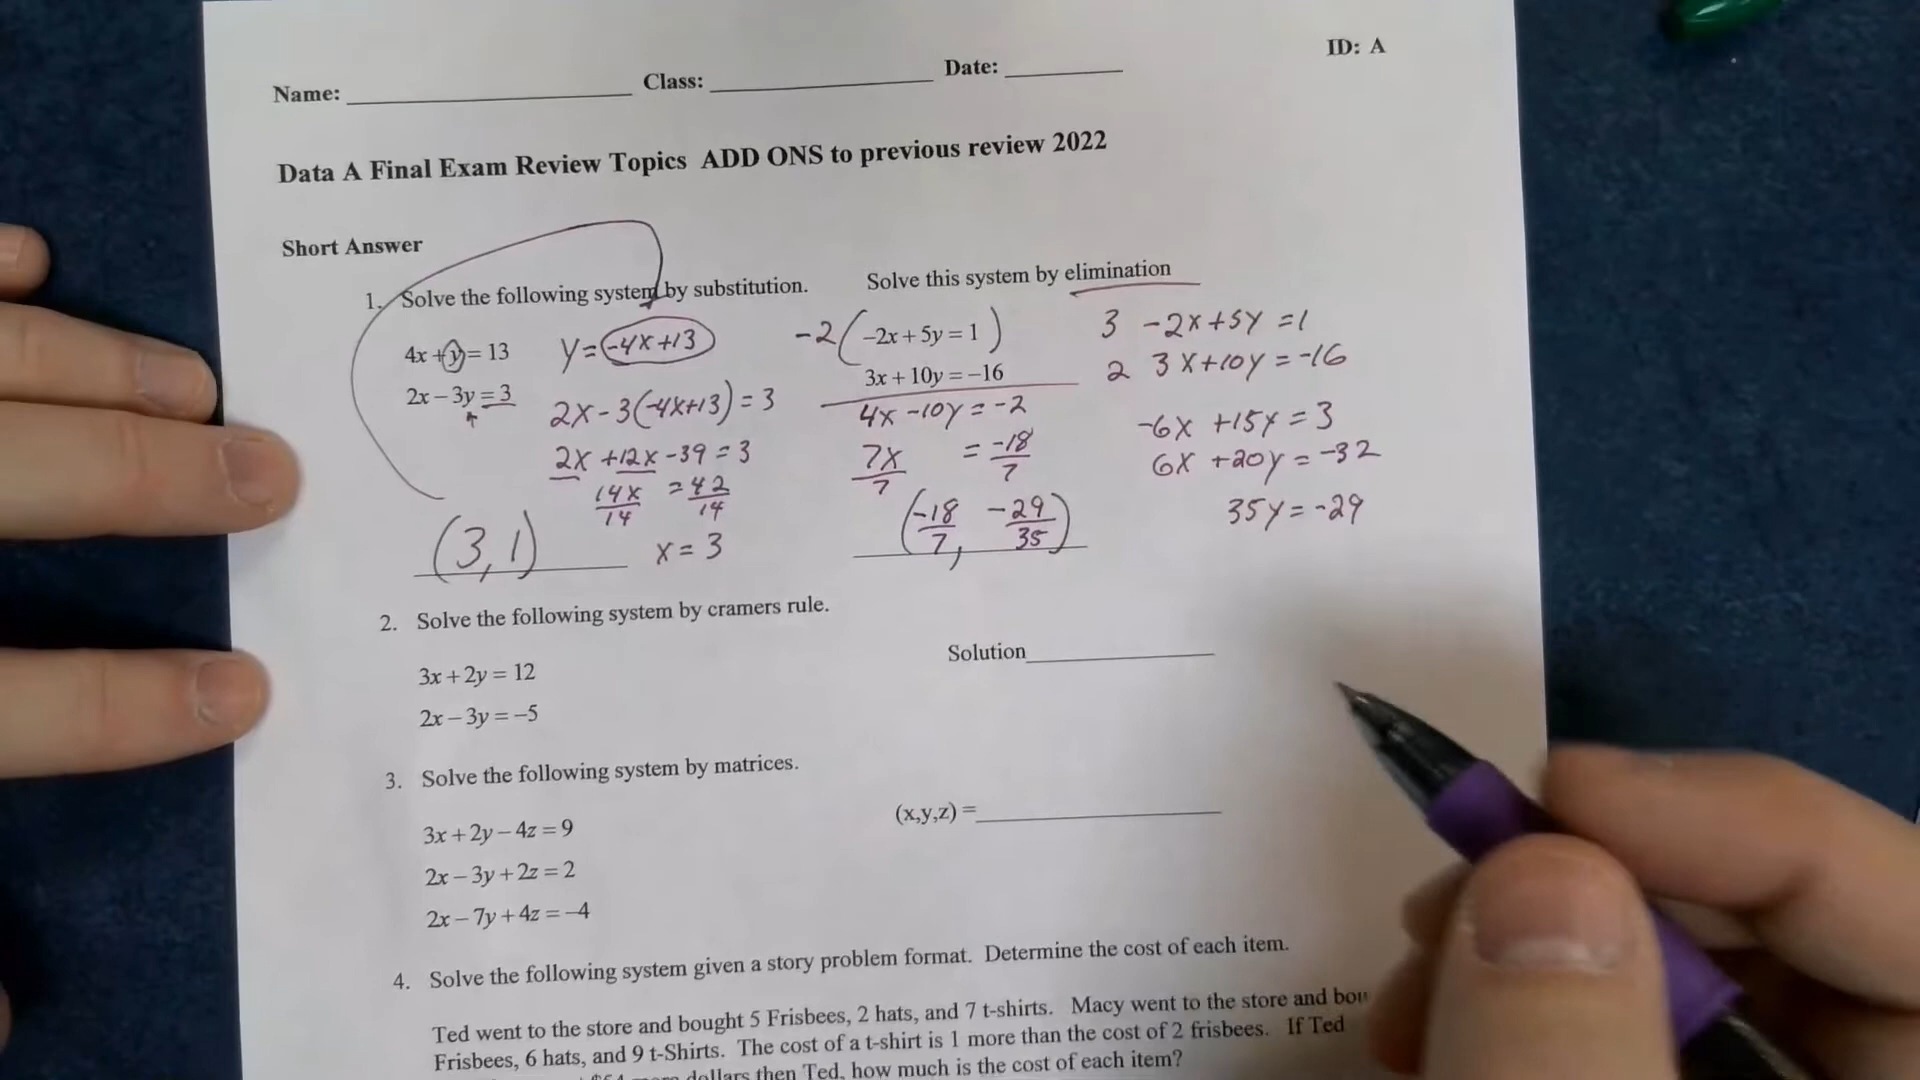 ID: A
Name: Class: Date:
Data A Final Exam Review Topics ADD ONS to previous review 2022
Short Answer
1. Solve the following system by substitution.
4x + y = 13
2x – 3y = 3
y = -4x+13
2x - 3(-4x+13) = 3
2x +12x -39 = 3
14x/14 = 42/14
x = 3
(3,1)
Solve this system by elimination
-2(–2x + 5y = 1)
3x + 10y = –16
4x -10y = -2
7x/7 = -18/7
(-18/7, -29/35)
3 -2x+5y =1
2 3x+10y = -16
-6x +15y = 3
6x +20y = -32
35y = -29
2. Solve the following system by cramers rule.
3x + 2y = 12
2x – 3y = –5
Solution
3. Solve the following system by matrices.
3x + 2y – 4z = 9
2x – 3y + 2z = 2
2x – 7y + 4z = –4
(x,y,z) =
4. Solve the following system given a story problem format. Determine the cost of each item.
Ted went to the store and bought 5 Frisbees, 2 hats, and 7 t-shirts. Macy went to the store and bou
Frisbees, 6 hats, and 9 t-Shirts. The cost of a t-shirt is 1 more than the cost of 2 frisbees. If Ted
dollars then Ted, how much is the cost of each item?